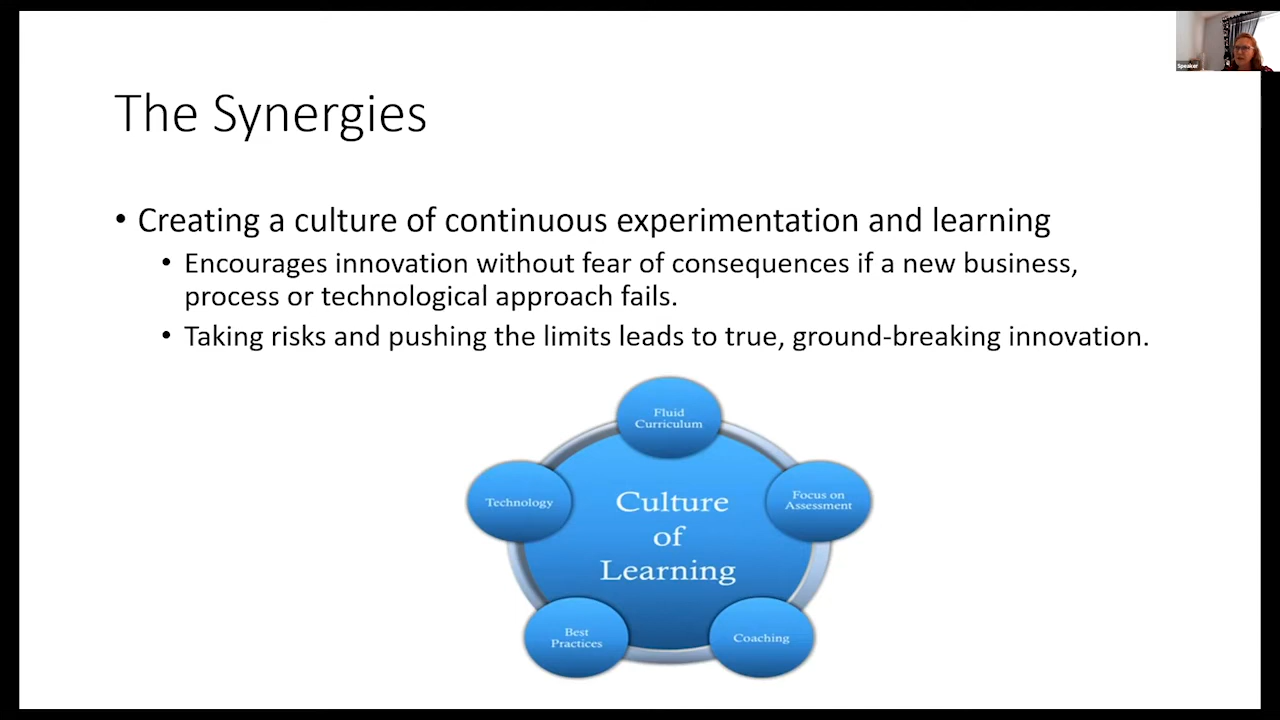 Speaker
The Synergies
• Creating a culture of continuous experimentation and learning
• Encourages innovation without fear of consequences if a new business,
process or technological approach fails.
• Taking risks and pushing the limits leads to true, ground-breaking innovation.
Fluid
Curriculum
Technology
Focus on
Assessment
Culture
of
Learning
Best
Practices
Coaching